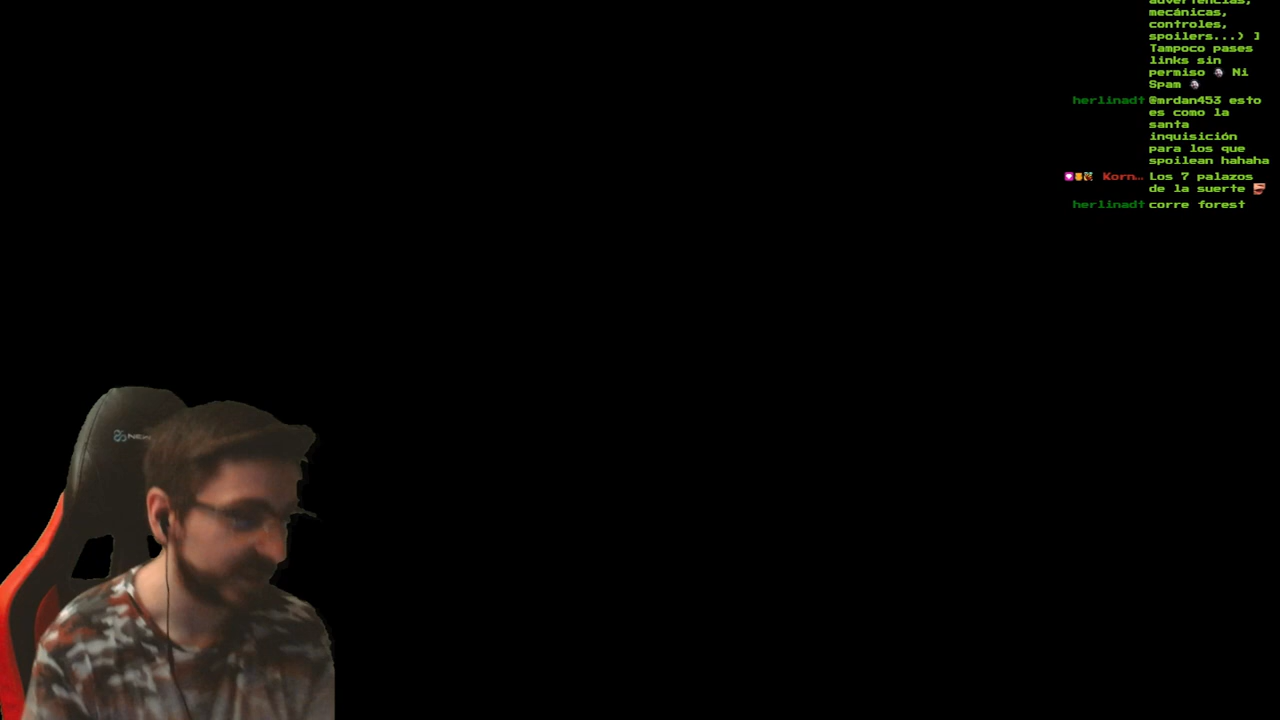 advertencias,
mecánicas,
controles,
spoilers...) ]
Tampoco pases
links sin
permiso Ni
Spam
herlinadt @mrdan453 esto
es como la
santa
inquisición
para los que
spoilean hahaha
Korn… Los 7 palazos
de la suerte
herlinadt corre forest